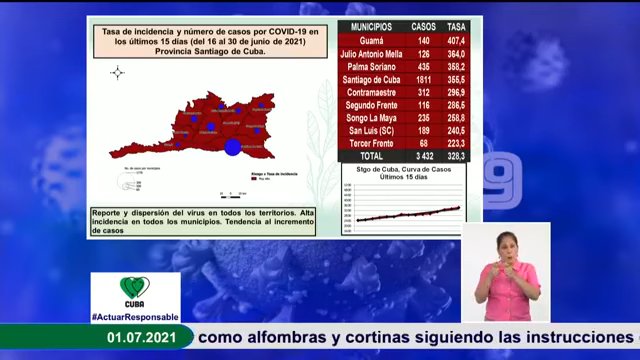 Tasa de incidencia y número de casos por COVID-19 en
los últimos 15 días (del 16 al 30 de junio de 2021)
Provincia Santiago de Cuba.
MUNICIPIOS CASOS TASA
Guamá 140 407,4
Julio Antonio Mella 126 364,0
Palma Soriano 435 358,2
Santiago de Cuba 1811 355,5
Contramaestre 312 296,9
Segundo Frente 116 286,5
Songo La Maya 235 258,8
San Luis (SC) 189 240,5
Tercer Frente 68 223,3
TOTAL 3 432 328,3
Stgo de Cuba, Curva de Casos
Últimos 15 días
Reporte y dispersión del virus en todos los territorios. Alta
incidencia en todos los municipios. Tendencia al incremento
de casos
9
CUBA
#ActuarResponsable
01.07.2021
como alfombras y cortinas siguiendo las instrucciones